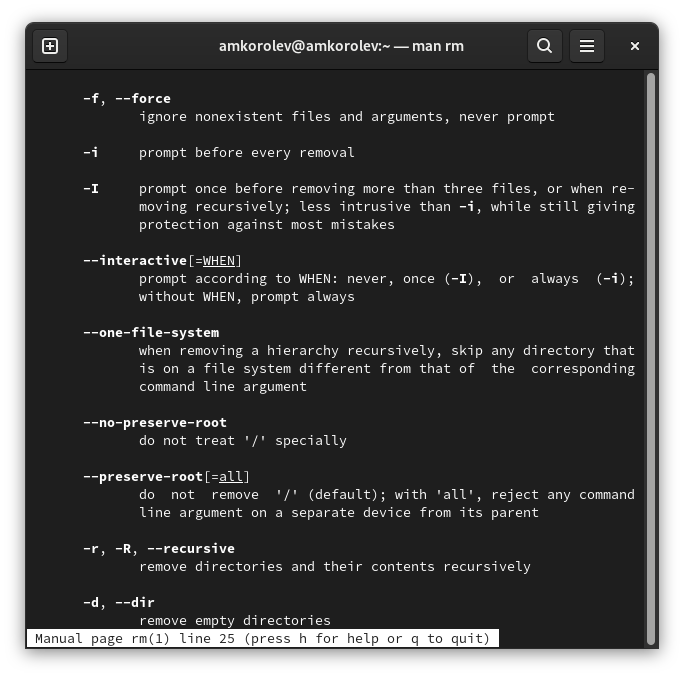 amkorolev@amkorolev:~ — man rm
-f, --force
ignore nonexistent files and arguments, never prompt
-i     prompt before every removal
-I     prompt once before removing more than three files, or when re-
moving recursively; less intrusive than -i, while still giving
protection against most mistakes
--interactive[=WHEN]
prompt according to WHEN: never, once (-I),  or  always  (-i);
without WHEN, prompt always
--one-file-system
when removing a hierarchy recursively, skip any directory that
is on a file system different from that of  the  corresponding
command line argument
--no-preserve-root
do not treat '/' specially
--preserve-root[=all]
do  not  remove  '/' (default); with 'all', reject any command
line argument on a separate device from its parent
-r, -R, --recursive
remove directories and their contents recursively
-d, --dir
remove empty directories
Manual page rm(1) line 25 (press h for help or q to quit)